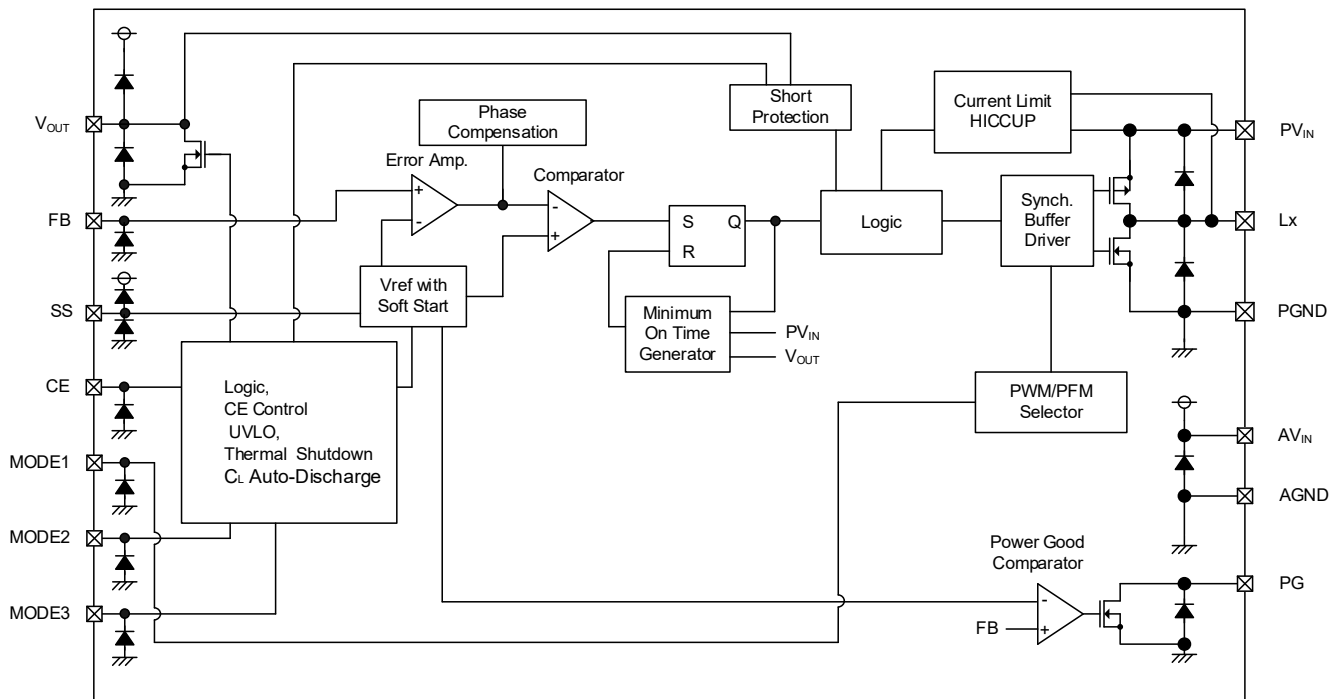 VOUT
FB
SS
CE
MODE1
MODE2
MODE3
Phase
Compensation
Error Amp.
+
-
Comparator
-
+
Vref with
Soft Start
Logic,
CE Control
UVLO,
Thermal Shutdown
CL Auto-Discharge
Short
Protection
S Q
R
Minimum
On Time
Generator
PVIN
VOUT
Logic
Current Limit
HICCUP
Synch.
Buffer
Driver
PWM/PFM
Selector
Power Good
Comparator
-
FB +
PVIN
Lx
PGND
AVIN
AGND
PG